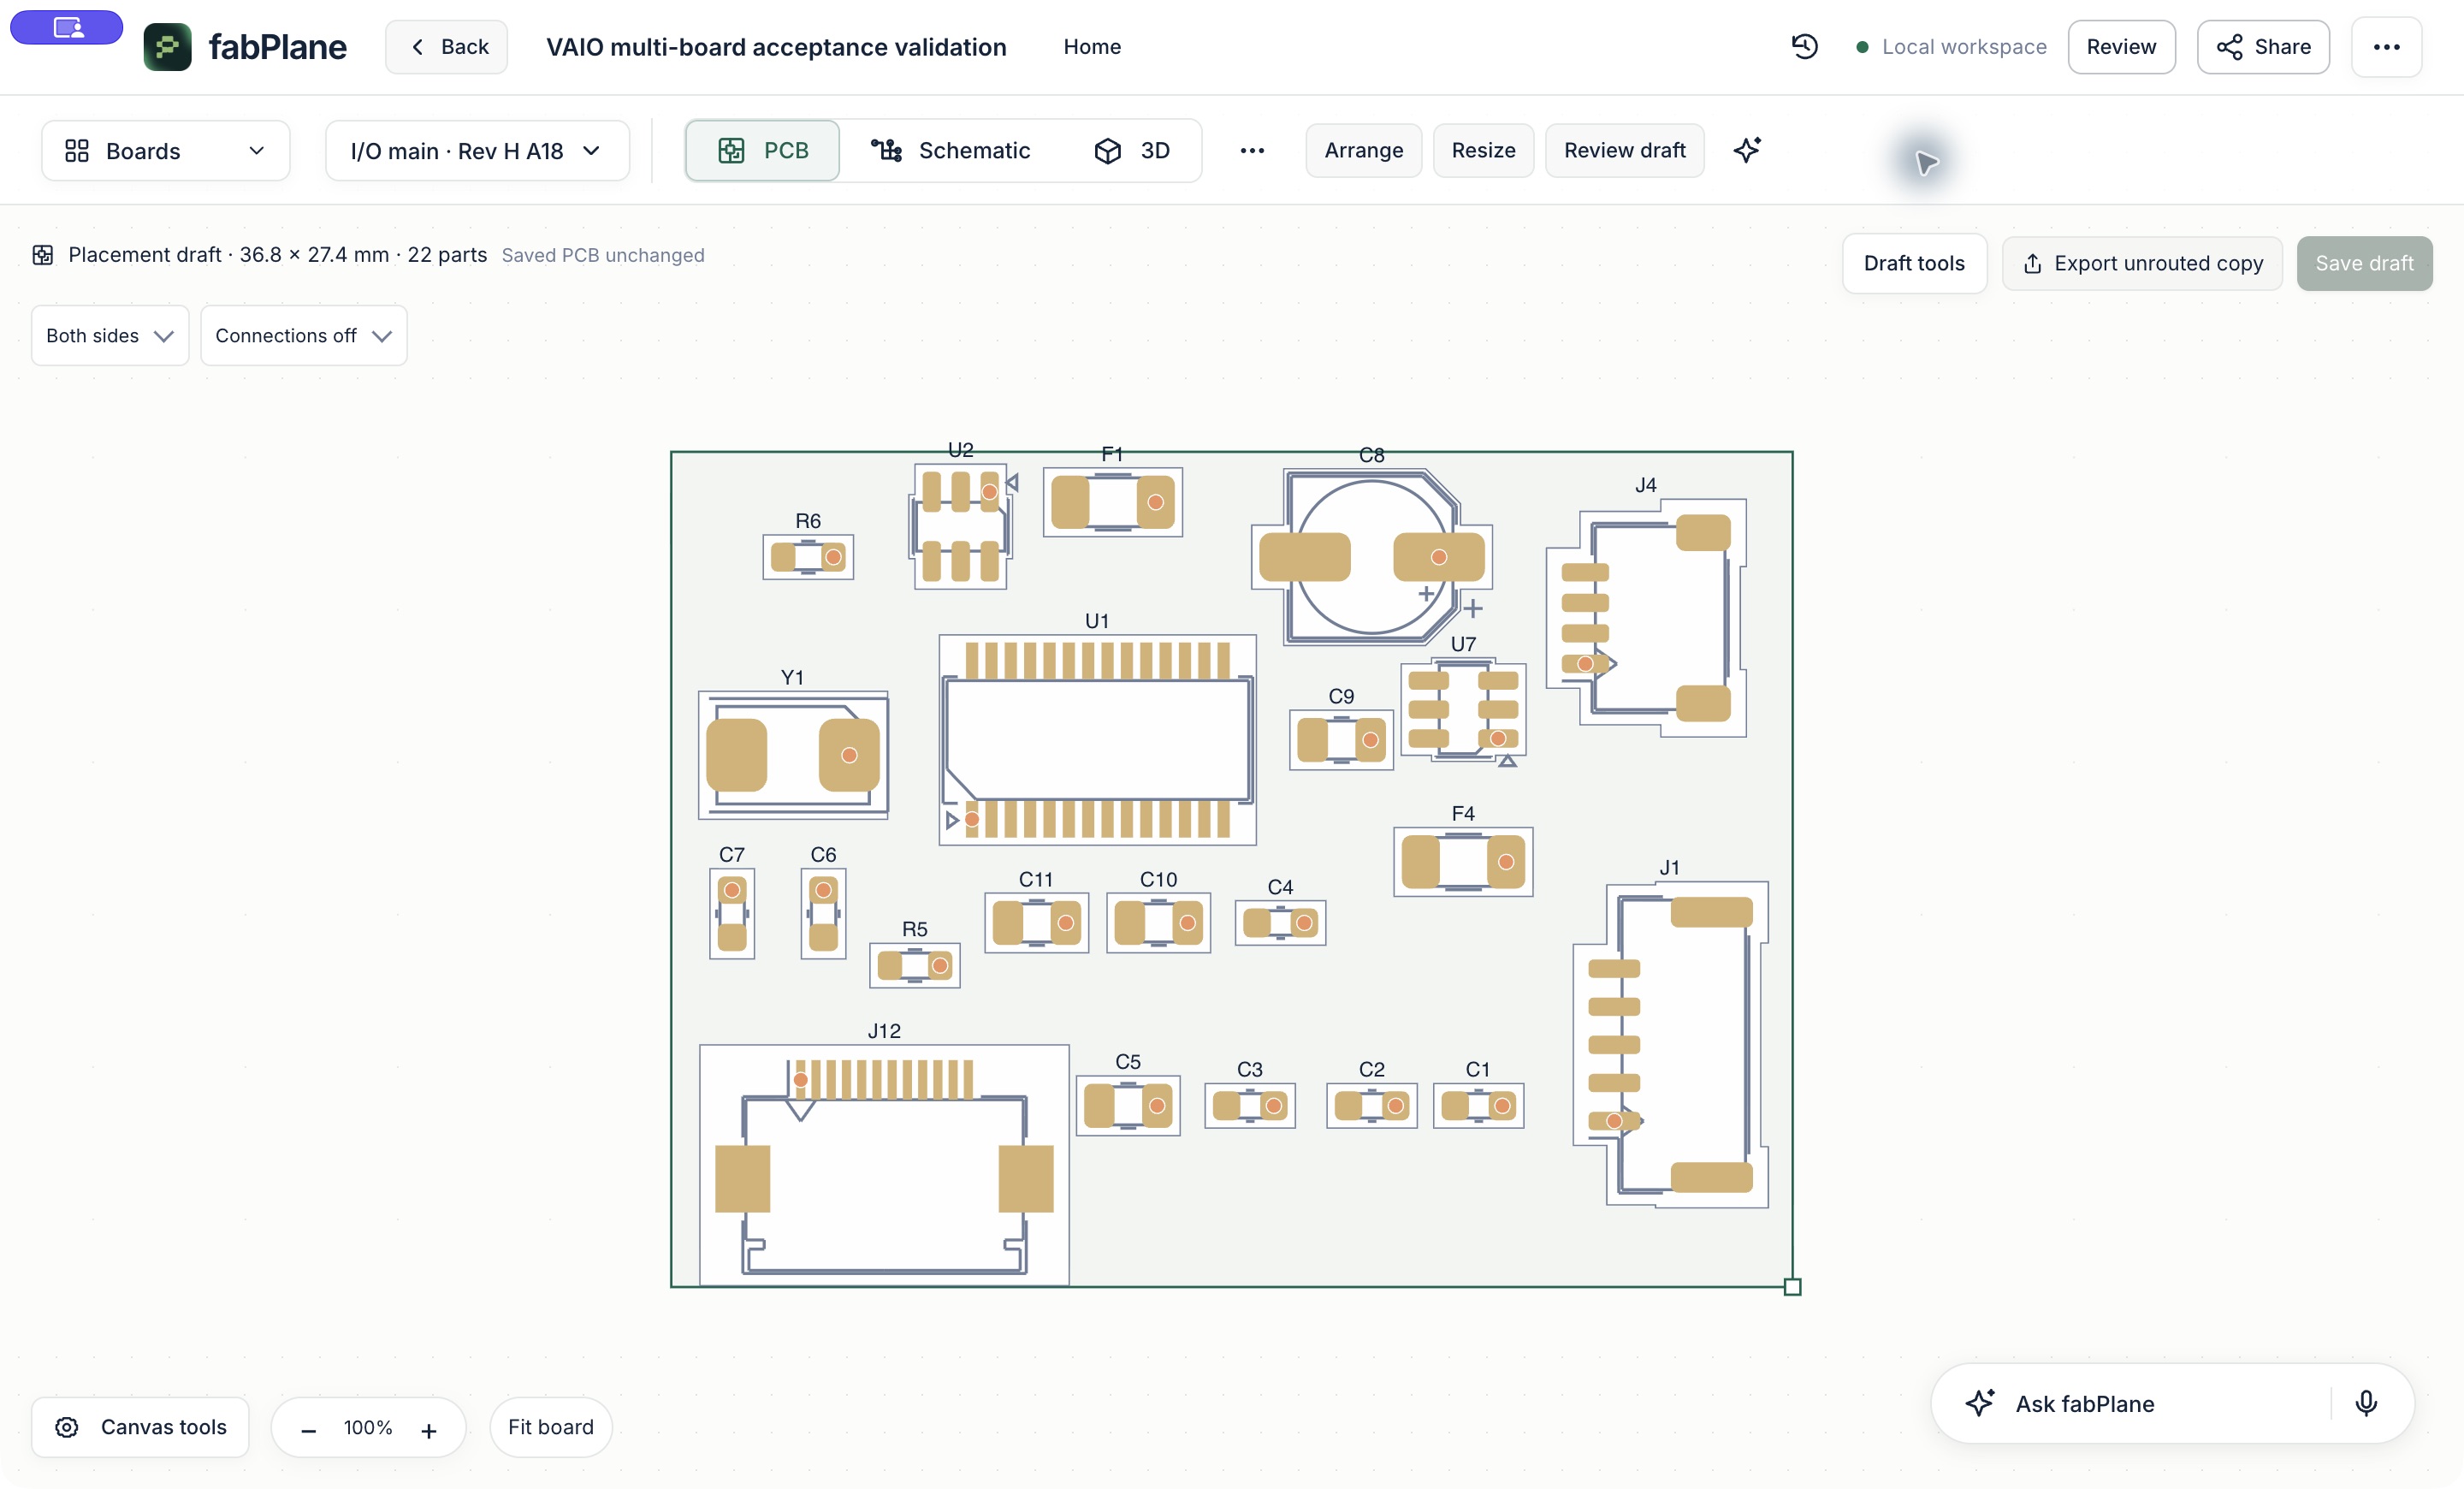 fabPlane
Back
VAIO multi-board acceptance validation
Home
Local workspace
Review
Share
Boards
I/O main · Rev H A18
PCB
Schematic
3D
Arrange
Resize
Review draft
Placement draft · 36.8 × 27.4 mm · 22 parts
Saved PCB unchanged
Draft tools
Export unrouted copy
Save draft
Both sides
Connections off
U2
F1
C8
J4
R6
U1
U7
Y1
C9
F4
C7
C6
C11
C10
C4
J1
R5
J12
C5
C3
C2
C1
Canvas tools
− 100% +
Fit board
Ask fabPlane